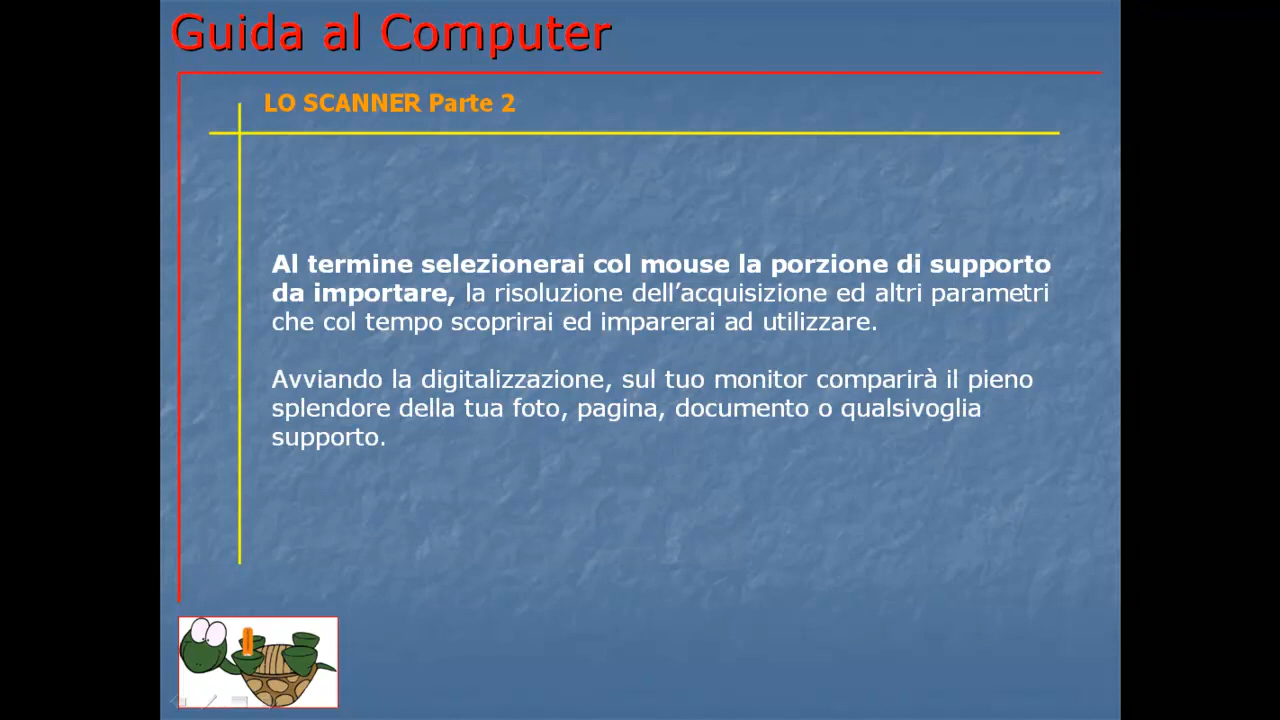 Guida al Computer
LO SCANNER Parte 2
Al termine selezionerai col mouse la porzione di supporto
da importare, la risoluzione dell’acquisizione ed altri parametri
che col tempo scoprirai ed imparerai ad utilizzare.
Avviando la digitalizzazione, sul tuo monitor comparirà il pieno
splendore della tua foto, pagina, documento o qualsivoglia
supporto.